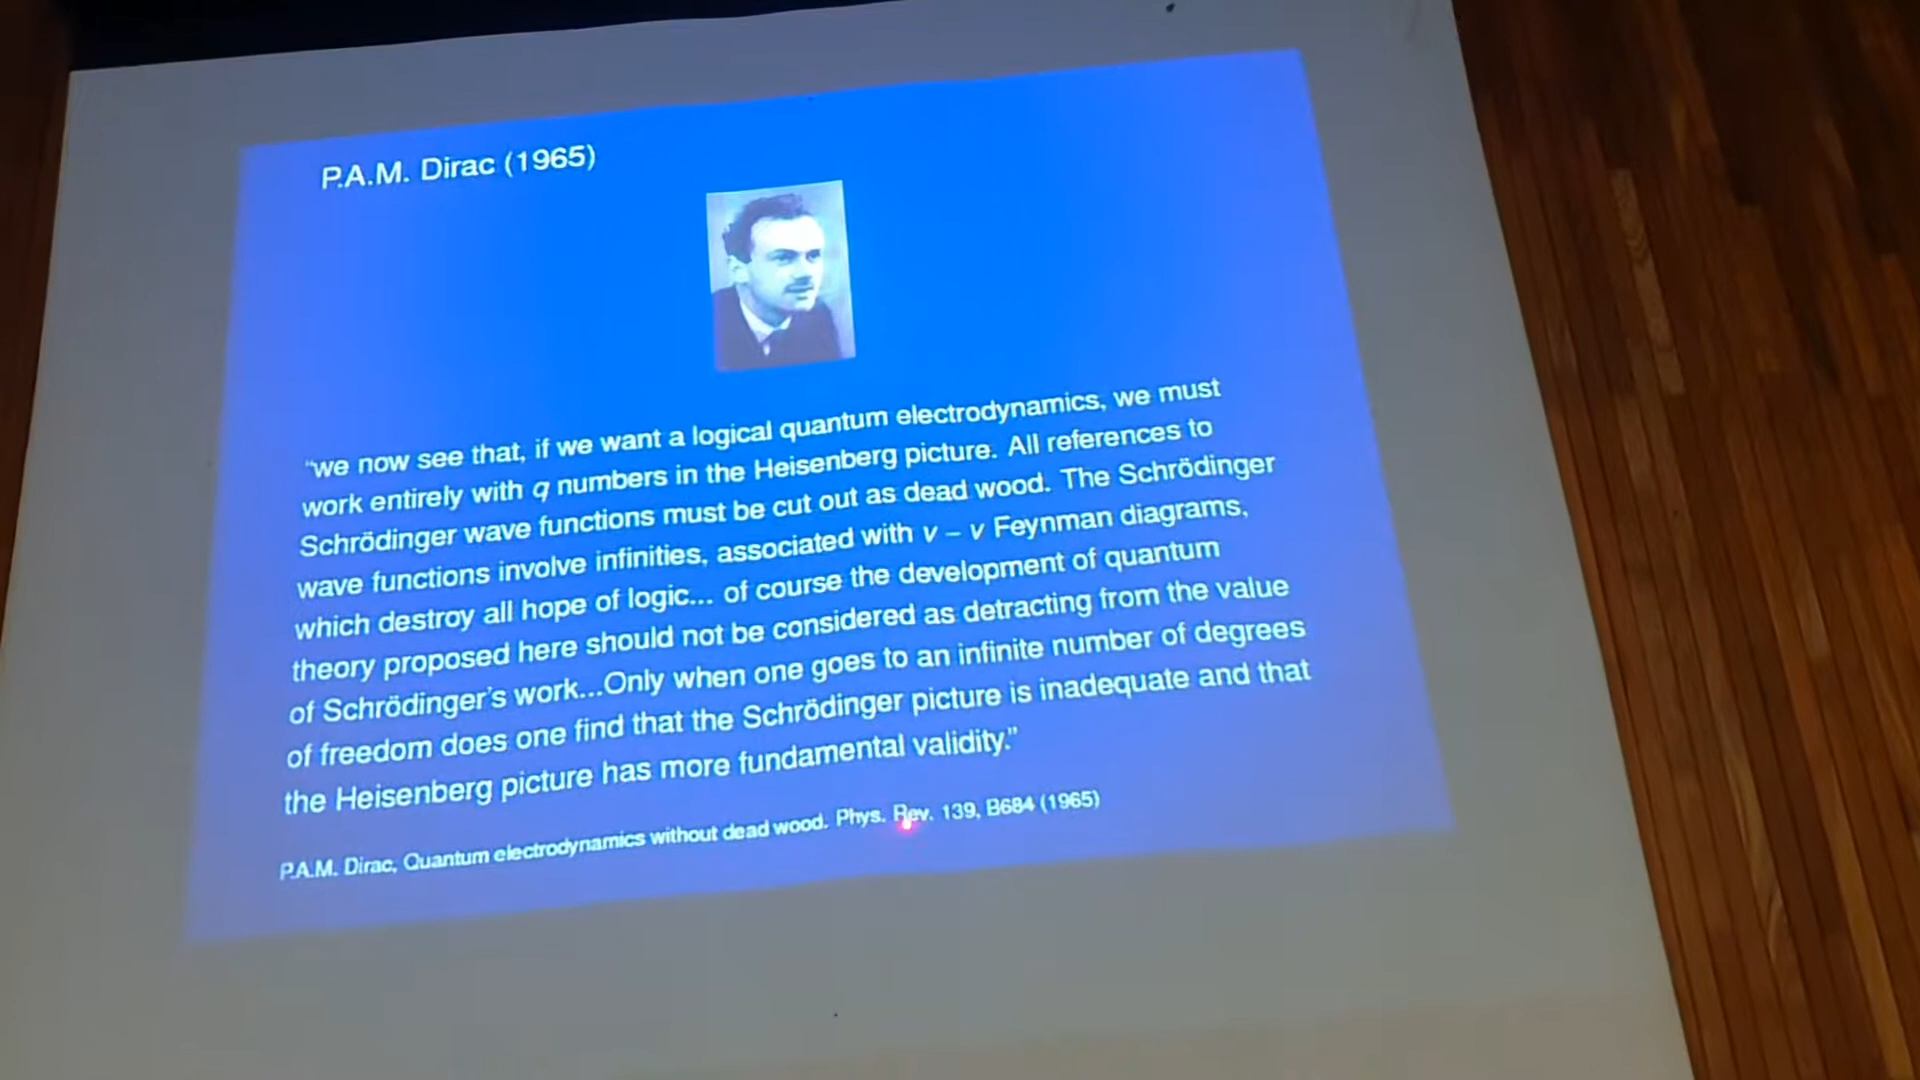 P.A.M. Dirac (1965)
“we now see that, if we want a logical quantum electrodynamics, we must
work entirely with q numbers in the Heisenberg picture. All references to
Schrödinger wave functions must be cut out as dead wood. The Schrödinger
wave functions involve infinities, associated with v – v Feynman diagrams,
which destroy all hope of logic... of course the development of quantum
theory proposed here should not be considered as detracting from the value
of Schrödinger's work...Only when one goes to an infinite number of degrees
of freedom does one find that the Schrödinger picture is inadequate and that
the Heisenberg picture has more fundamental validity.”
P.A.M. Dirac, Quantum electrodynamics without dead wood. Phys. Rev. 139, B684 (1965)